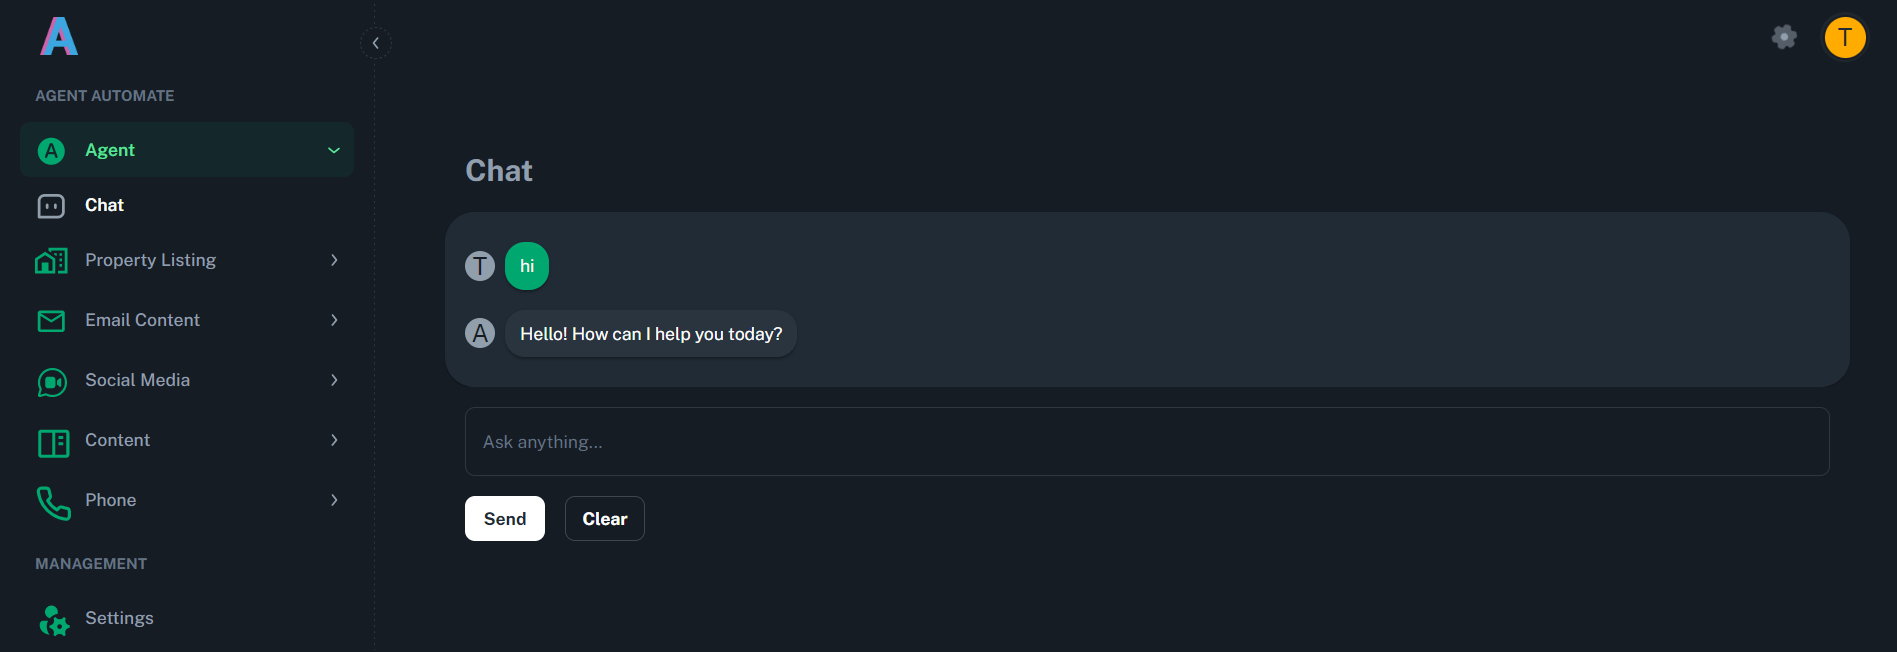 A
T
AGENT AUTOMATE
A Agent
Chat
Property Listing
Email Content
Social Media
Content
Phone
MANAGEMENT
Settings
Chat
T hi
A Hello! How can I help you today?
Ask anything...
Send Clear